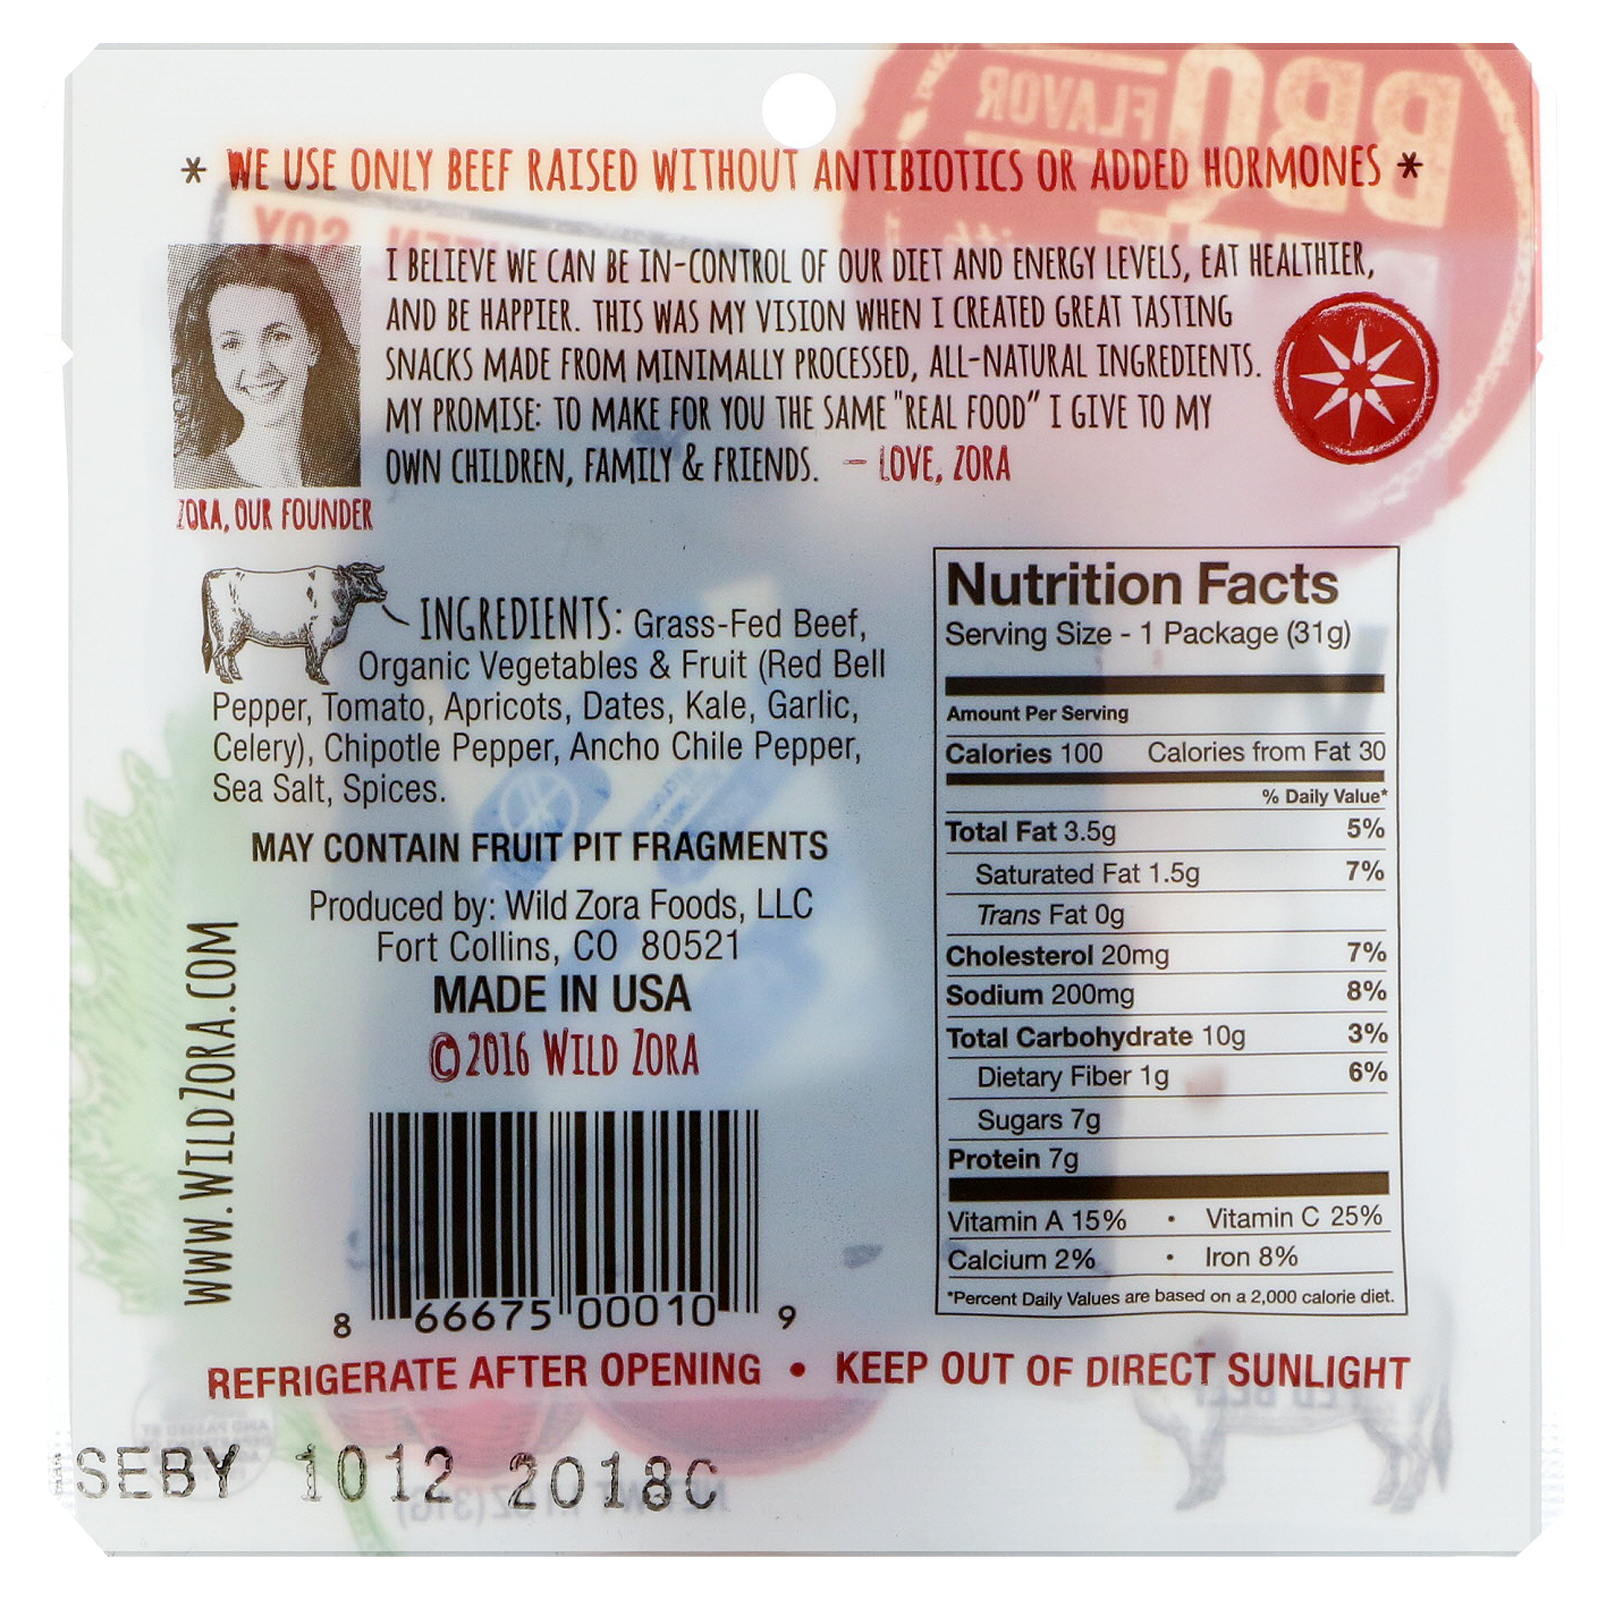 BBQ
FLAVOR
* WE USE ONLY BEEF RAISED WITHOUT ANTIBIOTICS OR ADDED HORMONES *
I BELIEVE WE CAN BE IN-CONTROL OF OUR DIET AND ENERGY LEVELS, EAT HEALTHIER,
AND BE HAPPIER. THIS WAS MY VISION WHEN I CREATED GREAT TASTING
SNACKS MADE FROM MINIMALLY PROCESSED, ALL-NATURAL INGREDIENTS.
MY PROMISE: TO MAKE FOR YOU THE SAME "REAL FOOD" I GIVE TO MY
OWN CHILDREN, FAMILY & FRIENDS. – LOVE, ZORA
ZORA, OUR FOUNDER
INGREDIENTS: Grass-Fed Beef,
Organic Vegetables & Fruit (Red Bell
Pepper, Tomato, Apricots, Dates, Kale, Garlic,
Celery), Chipotle Pepper, Ancho Chile Pepper,
Sea Salt, Spices.
MAY CONTAIN FRUIT PIT FRAGMENTS
Produced by: Wild Zora Foods, LLC
Fort Collins, CO 80521
MADE IN USA
©2016 WILD ZORA
WWW.WILDZORA.COM
8 66675 00010 9
Nutrition Facts
Serving Size - 1 Package (31g)
Amount Per Serving
Calories 100 Calories from Fat 30
% Daily Value*
Total Fat 3.5g 5%
Saturated Fat 1.5g 7%
Trans Fat 0g
Cholesterol 20mg 7%
Sodium 200mg 8%
Total Carbohydrate 10g 3%
Dietary Fiber 1g 6%
Sugars 7g
Protein 7g
Vitamin A 15% • Vitamin C 25%
Calcium 2% • Iron 8%
*Percent Daily Values are based on a 2,000 calorie diet.
REFRIGERATE AFTER OPENING • KEEP OUT OF DIRECT SUNLIGHT
SEBY 1012 2018C